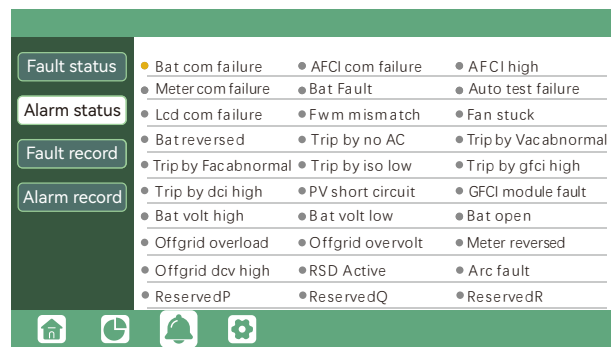 Fault status
Alarm status
Fault record
Alarm record
Bat com failure AFCI com failure AFCI high
Meter com failure Bat Fault Auto test failure
Lcd com failure Fwm mismatch Fan stuck
Bat reversed Trip by no AC Trip by Vac abnormal
Trip by Fac abnormal Trip by iso low Trip by gfci high
Trip by dci high PV short circuit GFCI module fault
Bat volt high Bat volt low Bat open
Offgrid overload Offgrid overvolt Meter reversed
Offgrid dcv high RSD Active Arc fault
ReservedP ReservedQ ReservedR